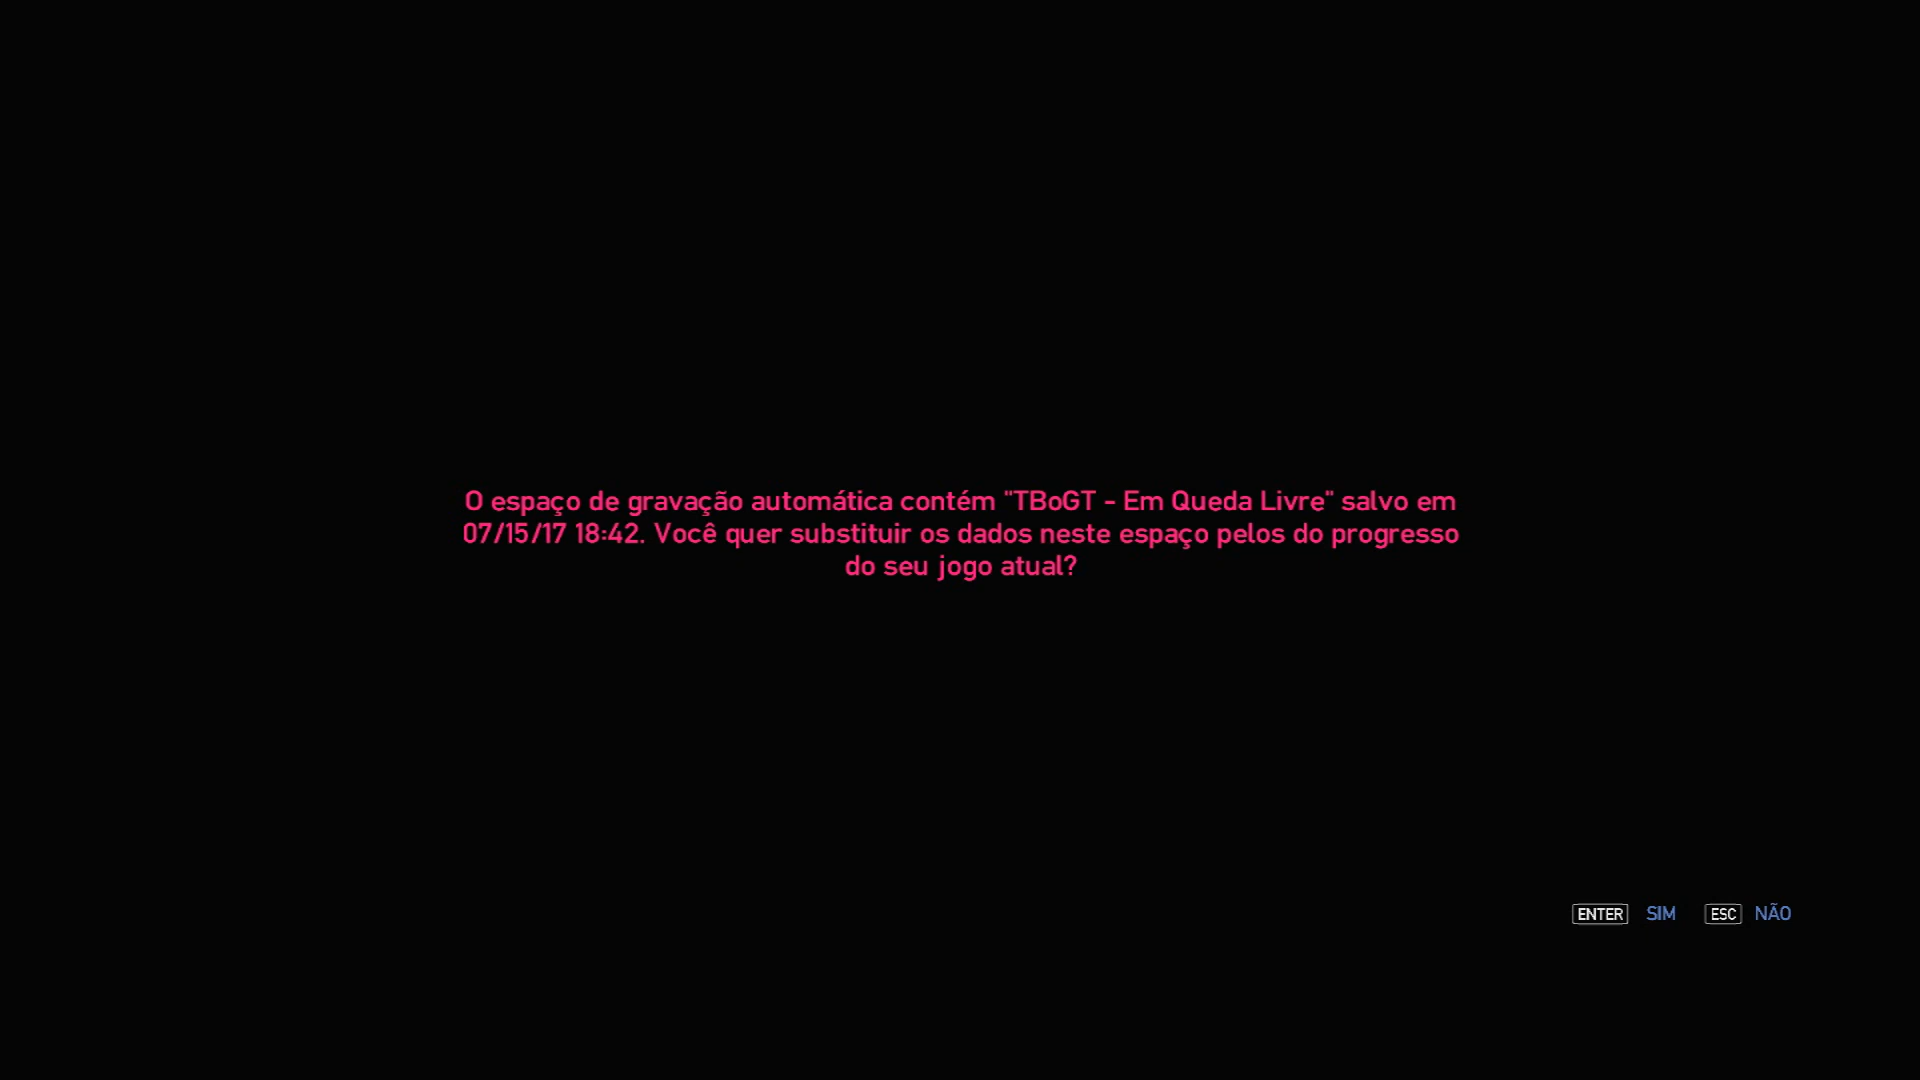 O espaço de gravação automática contém "TBoGT - Em Queda Livre" salvo em
07/15/17 18:42. Você quer substituir os dados neste espaço pelos do progresso
do seu jogo atual?
ENTER SIM ESC NÃO